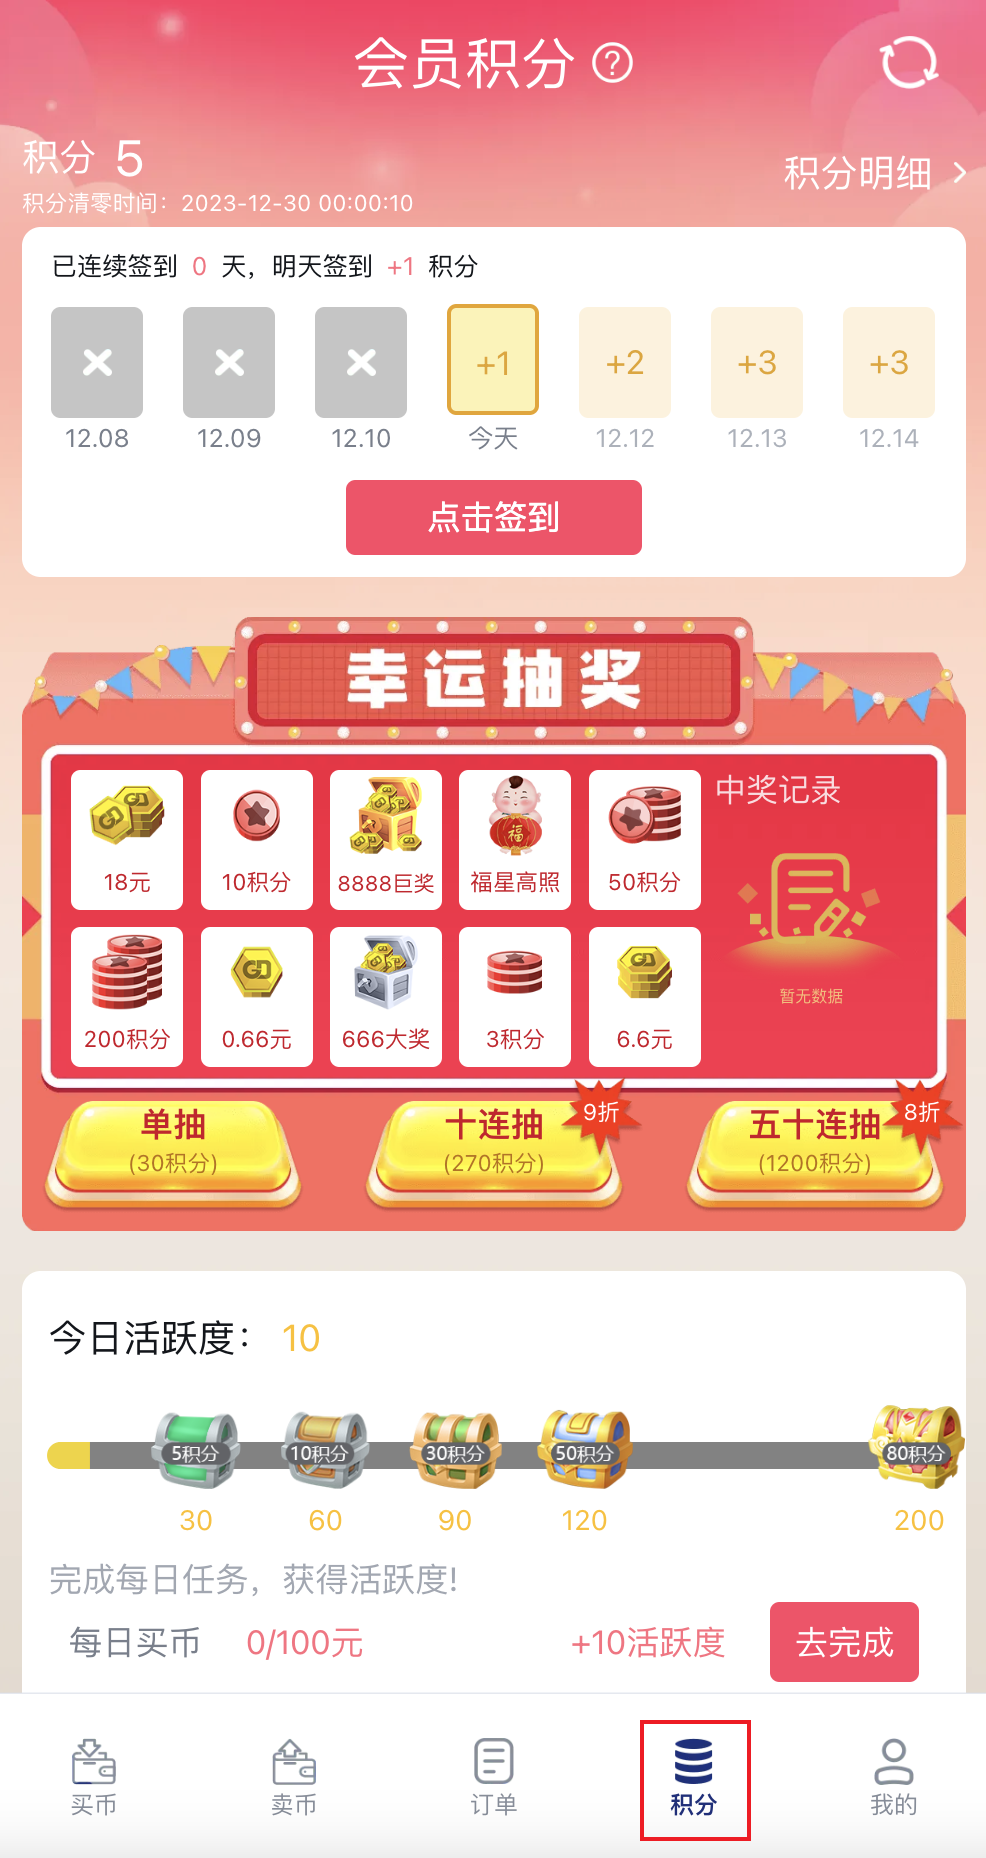 会员积分 ?
积分 5
积分清零时间：2023-12-30 00:00:10
积分明细 >
已连续签到 0 天，明天签到 +1 积分
+1 +2 +3 +3
12.08 12.09 12.10 今天 12.12 12.13 12.14
点击签到
幸运抽奖
18元 10积分 8888巨奖 福星高照 50积分
福
200积分 0.66元 666大奖 3积分 6.6元
GD
中奖记录
暂无数据
单抽
(30积分)
十连抽
(270积分)
9折
五十连抽
(1200积分)
8折
今日活跃度： 10
5积分 10积分 30积分 50积分 80积分
30 60 90 120 200
完成每日任务，获得活跃度!
每日买币 0/100元 +10活跃度 去完成
买币 卖币 订单 积分 我的